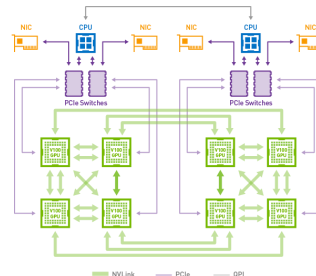 NIC
CPU
NIC
NIC
CPU
NIC
PCIe Switches
PCIe Switches
V100
GPU
V100
GPU
V100
GPU
V100
GPU
V100
GPU
V100
GPU
V100
GPU
V100
GPU
NVLink
PCIe
QPI